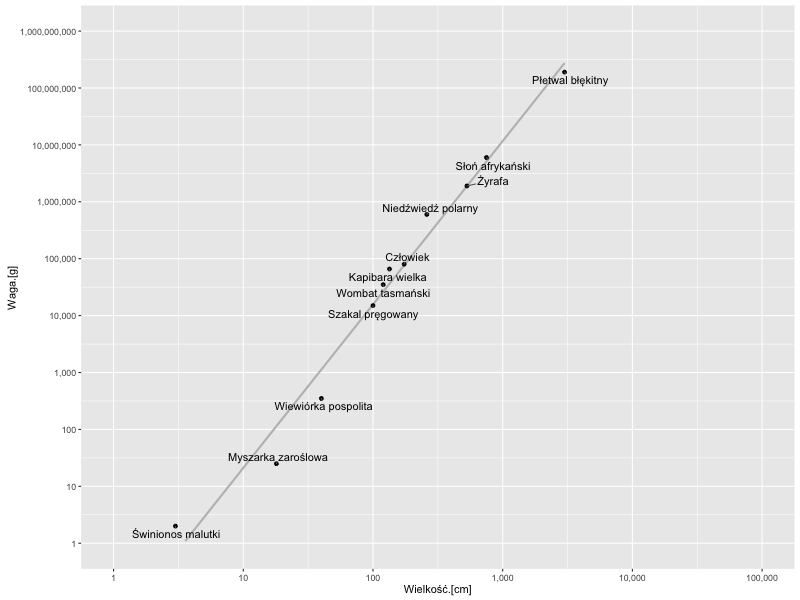 1,000,000,000
100,000,000
10,000,000
1,000,000
100,000
10,000
1,000
100
10
1
Waga.[g]
Płetwal błękitny
Słoń afrykański
Żyrafa
Niedźwiedź polarny
Człowiek
Kapibara wielka
Wombat tasmański
Szakal pręgowany
Wiewiórka pospolita
Myszarka zaroślowa
Świnionos malutki
1 10 100 1,000 10,000 100,000
Wielkość.[cm]